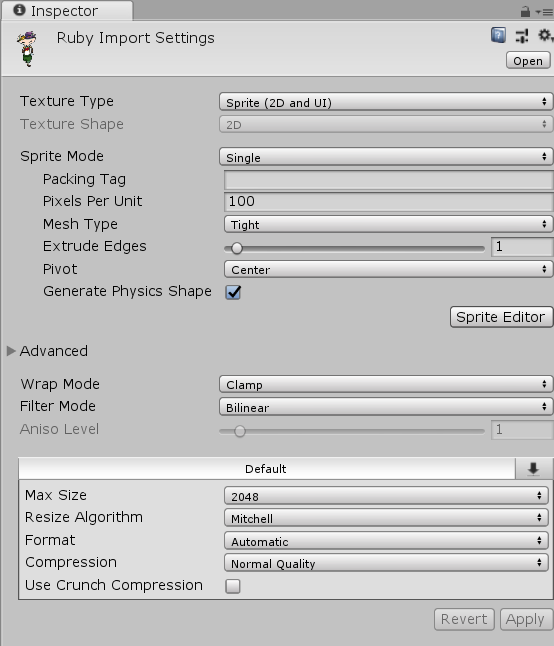 Inspector
Ruby Import Settings
Open
Texture Type Sprite (2D and UI)
Texture Shape 2D
Sprite Mode Single
Packing Tag
Pixels Per Unit 100
Mesh Type Tight
Extrude Edges 1
Pivot Center
Generate Physics Shape
Sprite Editor
Advanced
Wrap Mode Clamp
Filter Mode Bilinear
Aniso Level 1
Default
Max Size 2048
Resize Algorithm Mitchell
Format Automatic
Compression Normal Quality
Use Crunch Compression
Revert Apply